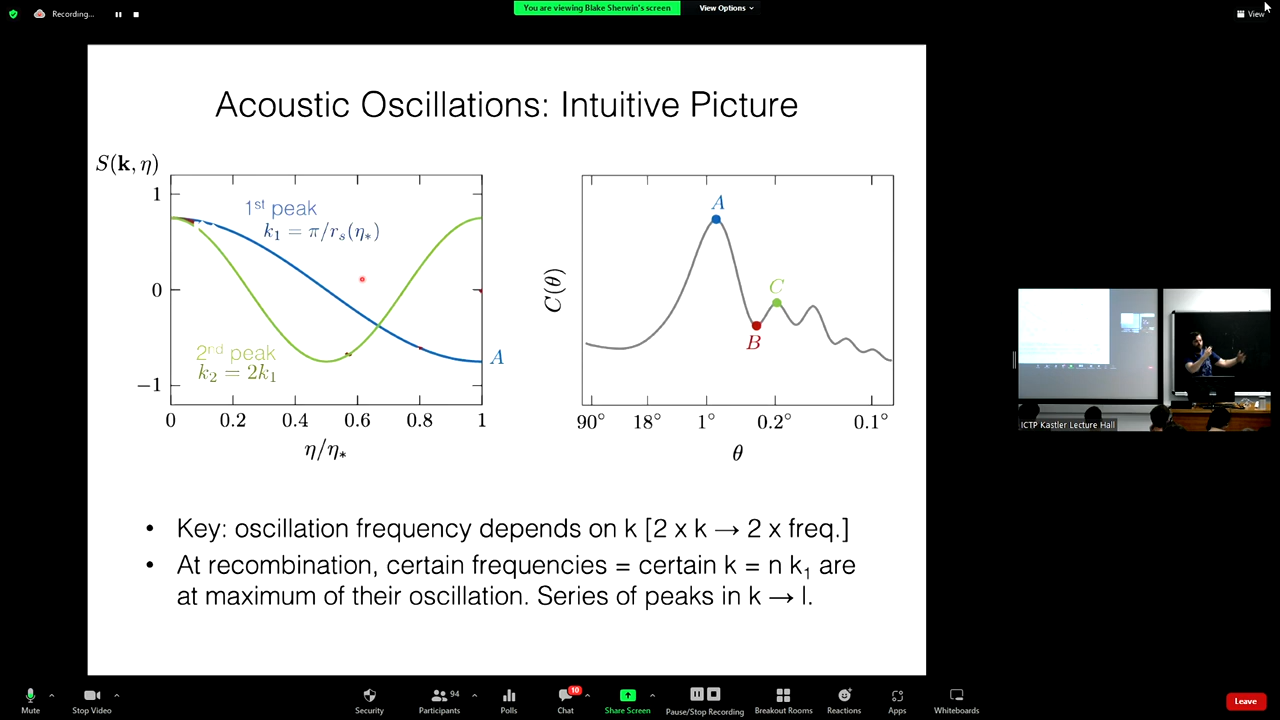 Recording...
You are viewing Blake Sherwin's screen
View Options
View
Acoustic Oscillations: Intuitive Picture
S(k, η)
1
0
−1
1st peak
k₁ = π/rₛ(η∗)
2rd peak
k₂ = 2k₁
A
0 0.2 0.4 0.6 0.8 1
η/η∗
C(θ)
A
B
C
90° 18° 1° 0.2° 0.1°
θ
• Key: oscillation frequency depends on k [2 x k → 2 x freq.]
• At recombination, certain frequencies = certain k = n k₁ are
at maximum of their oscillation. Series of peaks in k → l.
ICTP Kastler Lecture Hall
Mute
Stop Video
Security
Participants
94
Polls
Chat
10
Share Screen
Pause/Stop Recording
Breakout Rooms
Reactions
Apps
Whiteboards
Leave